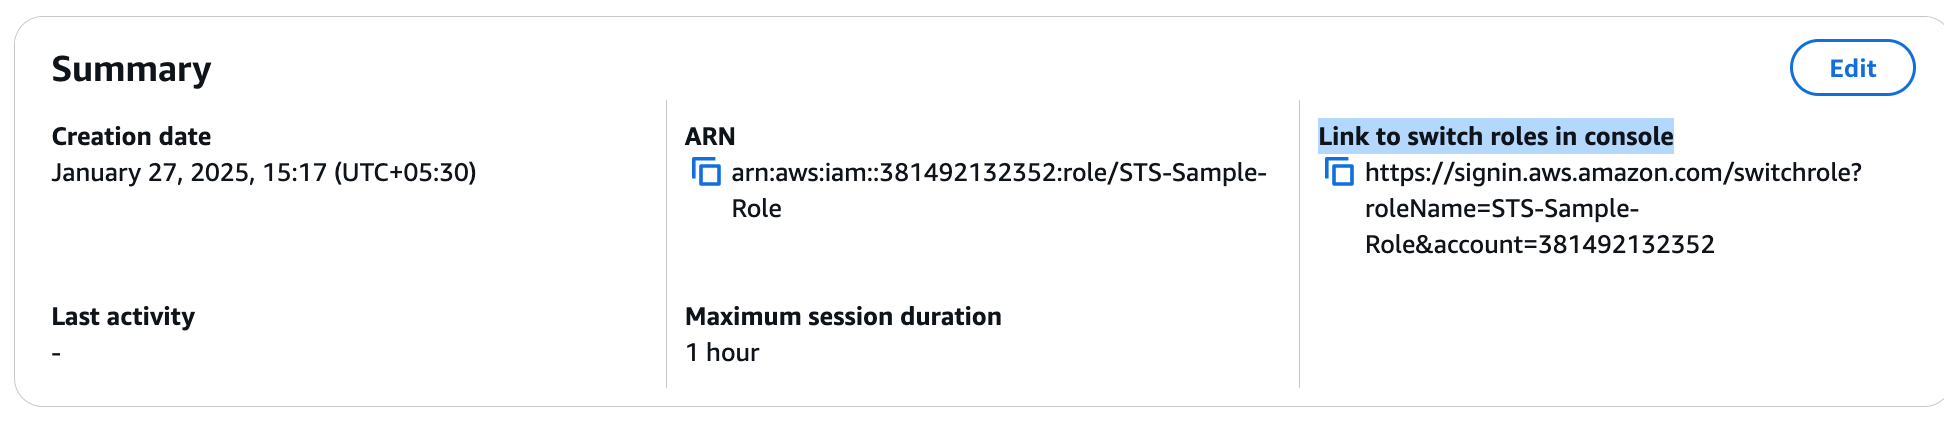 Summary
Edit
Creation date
January 27, 2025, 15:17 (UTC+05:30)
ARN
arn:aws:iam::381492132352:role/STS-Sample-
Role
Link to switch roles in console
https://signin.aws.amazon.com/switchrole?
roleName=STS-Sample-
Role&account=381492132352
Last activity
-
Maximum session duration
1 hour